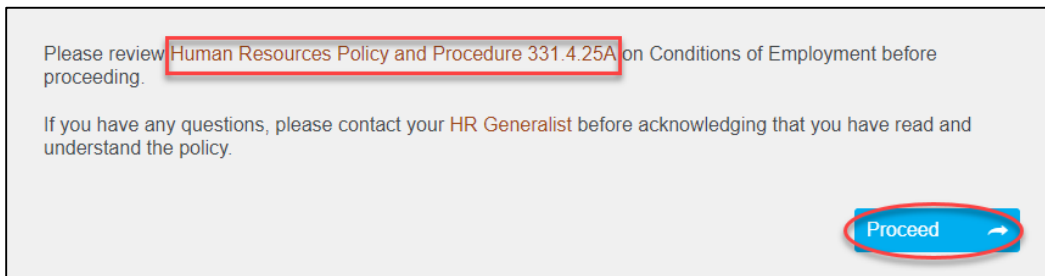 Please review Human Resources Policy and Procedure 331.4.25A on Conditions of Employment before
proceeding.
If you have any questions, please contact your HR Generalist before acknowledging that you have read and
understand the policy.
Proceed